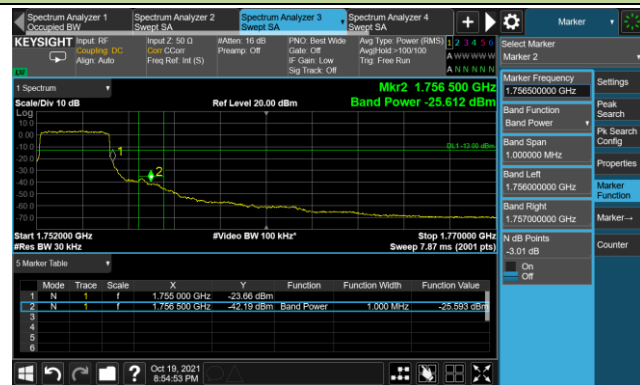 Spectrum Analyzer 1
Occupied BW
Spectrum Analyzer 2
Swept SA
Spectrum Analyzer 3
Swept SA
Spectrum Analyzer 4
Swept SA
Marker
KEYSIGHT
Input: RF
Coupling: DC
Align: Auto
Input Z: 50 Ω
Corr CCorr
Freq Ref: Int (S)
#Atten: 16 dB
Preamp: Off
PNO: Best Wide
Gate: Off
IF Gain: Low
Sig Track: Off
Avg Type: Power (RMS)
Avg|Hold:>100/100
Trig: Free Run
1 2 3 4 5 6
A W W W W W
A N N N N N
1 Spectrum
Scale/Div 10 dB
Log
Ref Level 20.00 dBm
Mkr2 1.756 500 GHz
Band Power -25.612 dBm
10.0
0.00
-10.0
-20.0
-30.0
-40.0
-50.0
-60.0
-70.0
DL1 -13.00 dBm
1
2
Start 1.752000 GHz
#Res BW 30 kHz
#Video BW 100 kHz*
Stop 1.770000 GHz
Sweep 7.87 ms (2001 pts)
5 Marker Table
Mode Trace Scale X Y Function Function Width Function Value
1 N 1 f 1.755 000 GHz -23.66 dBm
2 N 1 f 1.756 500 GHz -42.19 dBm Band Power 1.000 MHz -25.593 dBm
3
4
5
6
Oct 19, 2021
8:54:53 PM
Select Marker
Marker 2
Marker Frequency
1.756500000 GHz
Band Function
Band Power
Band Span
1.000000 MHz
Band Left
1.756000000 GHz
Band Right
1.757000000 GHz
N dB Points
-3.01 dB
On
Off
Settings
Peak
Search
Pk Search
Config
Properties
Marker
Function
Marker→
Counter